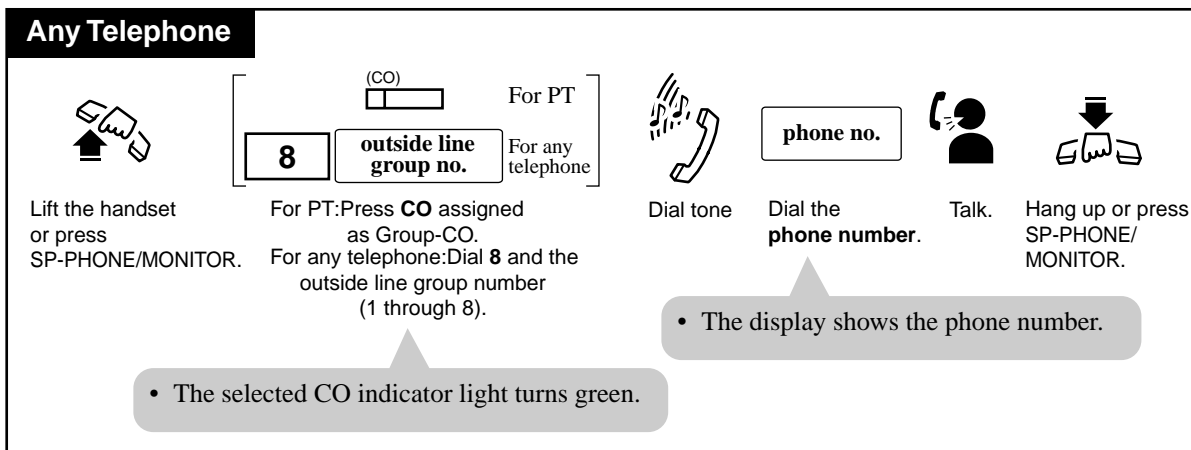 Any Telephone
(CO)
For PT
8
outside line
group no.
For any
telephone
phone no.
Lift the handset
or press
SP-PHONE/MONITOR.
For PT:Press CO assigned
as Group-CO.
For any telephone:Dial 8 and the
outside line group number
(1 through 8).
Dial tone
Dial the
phone number.
Talk.
Hang up or press
SP-PHONE/
MONITOR.
• The display shows the phone number.
• The selected CO indicator light turns green.